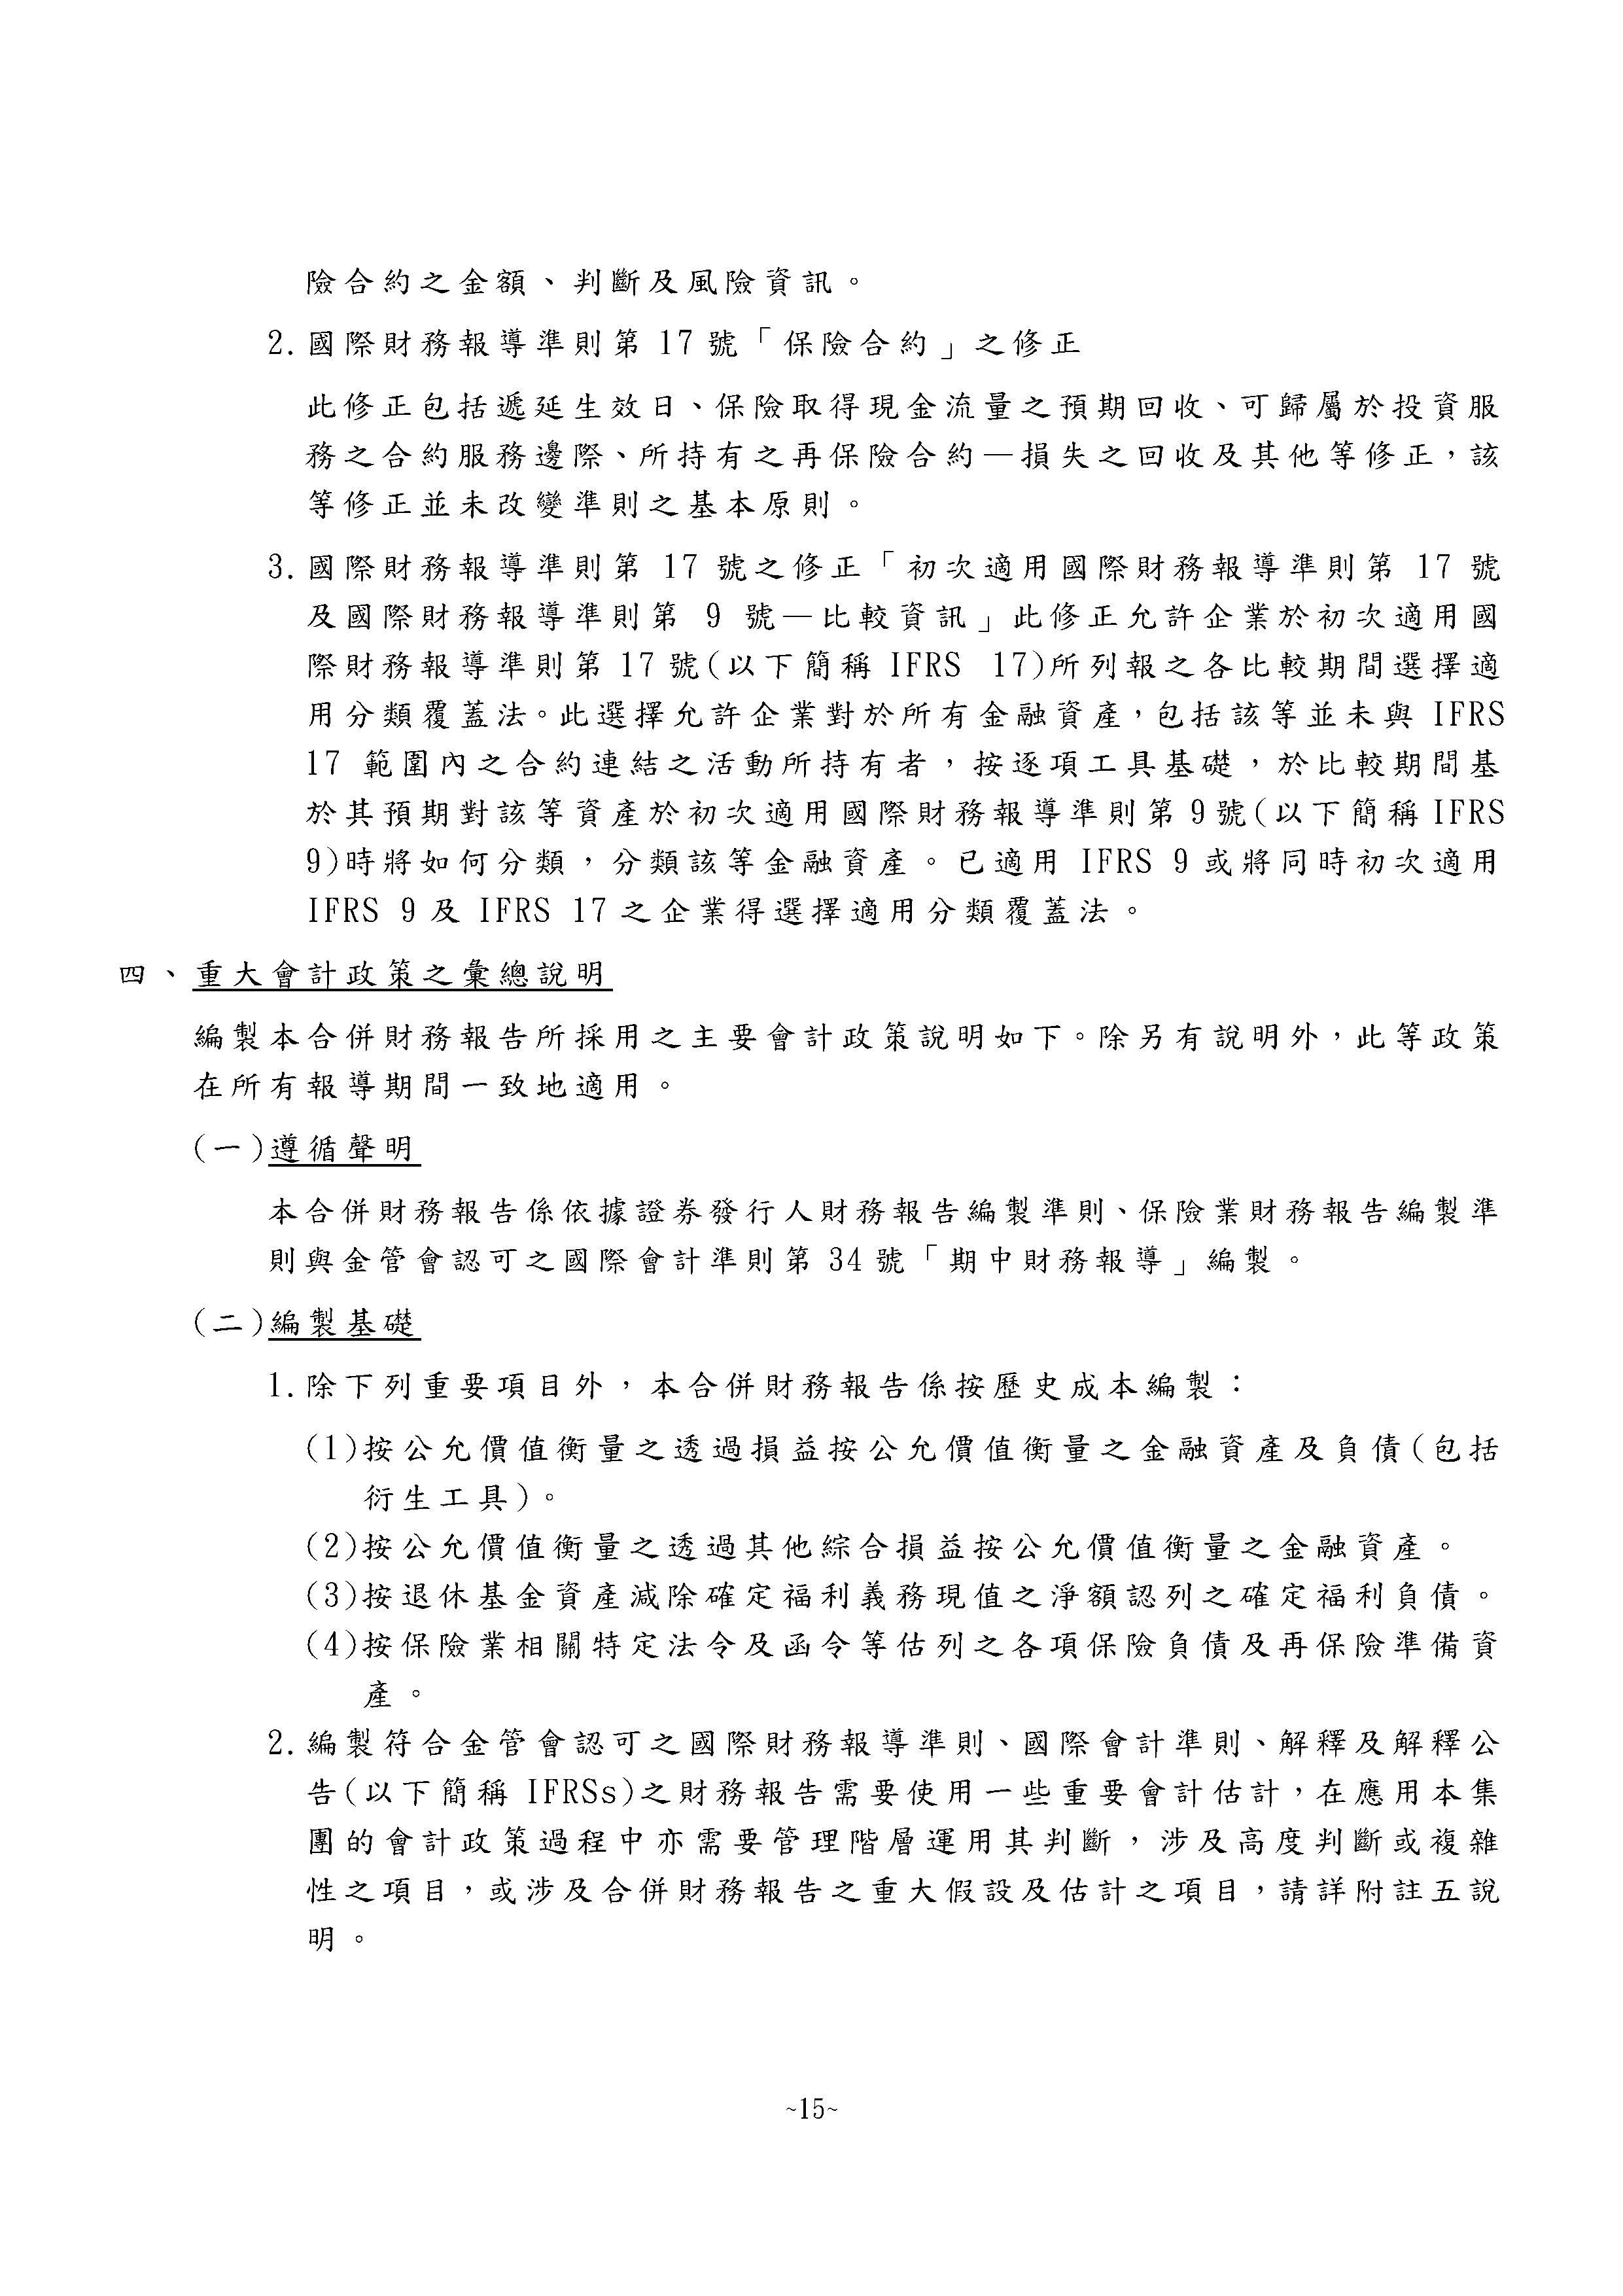 險合約之金額、判斷及風險資訊。
2.國際財務報導準則第 17 號「保險合約」之修正
此修正包括遞延生效日、保險取得現金流量之預期回收、可歸屬於投資服
務之合約服務邊際、所持有之再保險合約—損失之回收及其他等修正，該
等修正並未改變準則之基本原則。
3.國際財務報導準則第 17 號之修正「初次適用國際財務報導準則第 17 號
及國際財務報導準則第 9 號—比較資訊」此修正允許企業於初次適用國
際財務報導準則第 17 號(以下簡稱 IFRS 17)所列報之各比較期間選擇適
用分類覆蓋法。此選擇允許企業對於所有金融資產，包括該等並未與 IFRS
17 範圍內之合約連結之活動所持有者，按逐項工具基礎，於比較期間基
於其預期對該等資產於初次適用國際財務報導準則第 9 號(以下簡稱 IFRS
9)時將如何分類，分類該等金融資產。已適用 IFRS 9 或將同時初次適用
IFRS 9 及 IFRS 17 之企業得選擇適用分類覆蓋法。
四、重大會計政策之彙總說明
編製本合併財務報告所採用之主要會計政策說明如下。除另有說明外，此等政策
在所有報導期間一致地適用。
(一)遵循聲明
本合併財務報告係依據證券發行人財務報告編製準則、保險業財務報告編製準
則與金管會認可之國際會計準則第 34 號「期中財務報導」編製。
(二)編製基礎
1.除下列重要項目外，本合併財務報告係按歷史成本編製：
(1)按公允價值衡量之透過損益按公允價值衡量之金融資產及負債(包括
衍生工具)。
(2)按公允價值衡量之透過其他綜合損益按公允價值衡量之金融資產。
(3)按退休基金資產減除確定福利義務現值之淨額認列之確定福利負債。
(4)按保險業相關特定法令及函令等估列之各項保險負債及再保險準備資
產。
2.編製符合金管會認可之國際財務報導準則、國際會計準則、解釋及解釋公
告(以下簡稱 IFRSs)之財務報告需要使用一些重要會計估計，在應用本集
團的會計政策過程中亦需要管理階層運用其判斷，涉及高度判斷或複雜
性之項目，或涉及合併財務報告之重大假設及估計之項目，請詳附註五說
明。
~15~